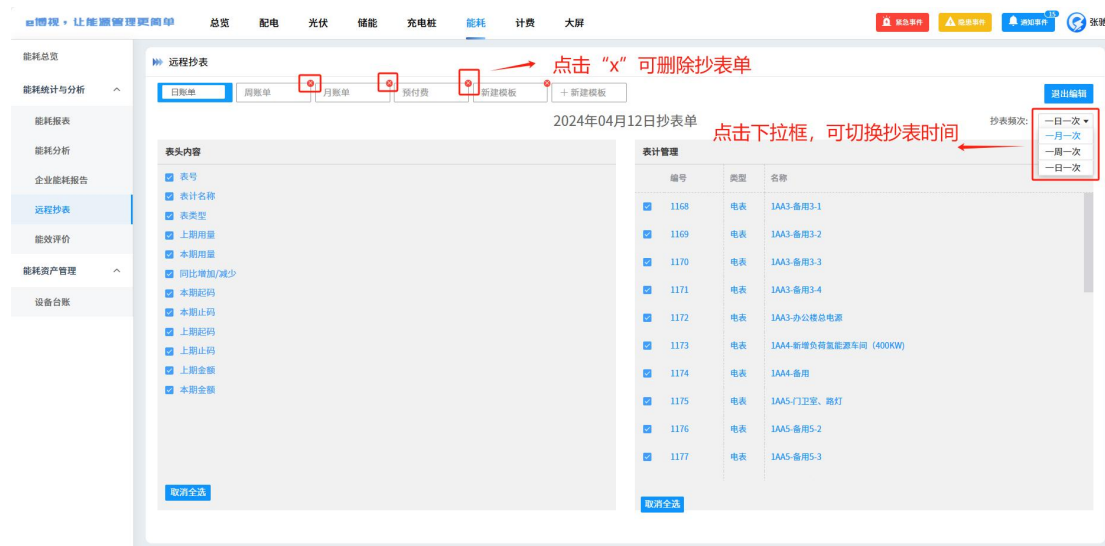 e博视，让能源管理更简单 总览 配电 光伏 储能 充电桩 能耗 计费 大屏 紧急事件 报警事件 通知事件 15 张驰
能耗总览
远程抄表
点击“x”可删除抄表单
能耗统计与分析
日账单 周账单 月账单 预付费 新建模板 + 新建模板
退出编辑
能耗报表
2024年04月12日抄表单
抄表频次: 一日一次
点击下拉框，可切换抄表时间
一月一次
一周一次
一日一次
能耗分析
企业能耗报告
远程抄表
能效评价
能耗资产管理
设备台账
表头内容
表号
表计名称
表类型
上期用量
本期用量
同比增加/减少
本期起码
本期止码
上期起码
上期止码
上期金额
本期金额
取消全选
表计管理
编号 类型 名称
1168 电表 1AA3-备用3-1
1169 电表 1AA3-备用3-2
1170 电表 1AA3-备用3-3
1171 电表 1AA3-备用3-4
1172 电表 1AA3-办公楼总电源
1173 电表 1AA4-新增负荷氢能源车间（400KW)
1174 电表 1AA4-备用
1175 电表 1AA5-门卫室、路灯
1176 电表 1AA5-备用5-2
1177 电表 1AA5-备用5-3
取消全选